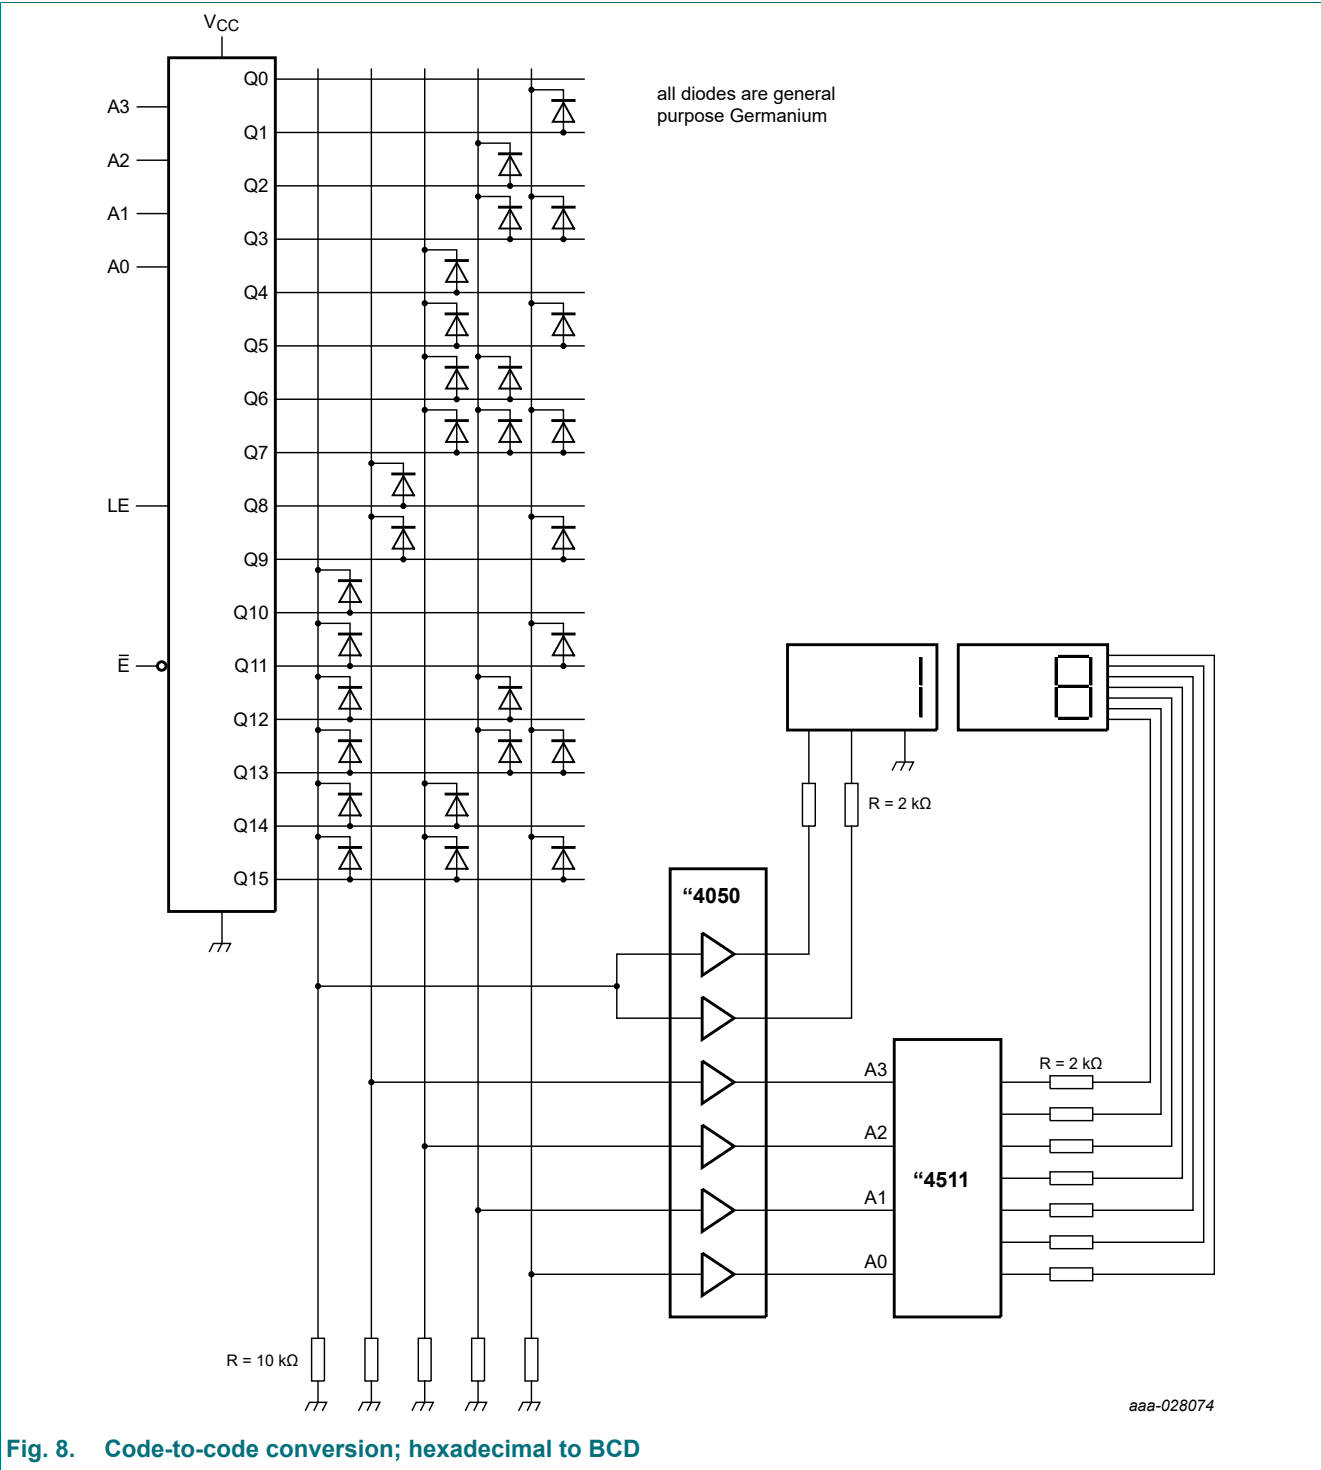 VCC
Q0
all diodes are general
purpose Germanium
A3
Q1
A2
Q2
A1
Q3
A0
Q4
Q5
Q6
Q7
LE
Q8
Q9
Q10
E̅
Q11
Q12
Q13
R = 2 kΩ
Q14
Q15
“4050
R = 2 kΩ
A3
A2
“4511
A1
A0
R = 10 kΩ
aaa-028074
Fig. 8. Code-to-code conversion; hexadecimal to BCD